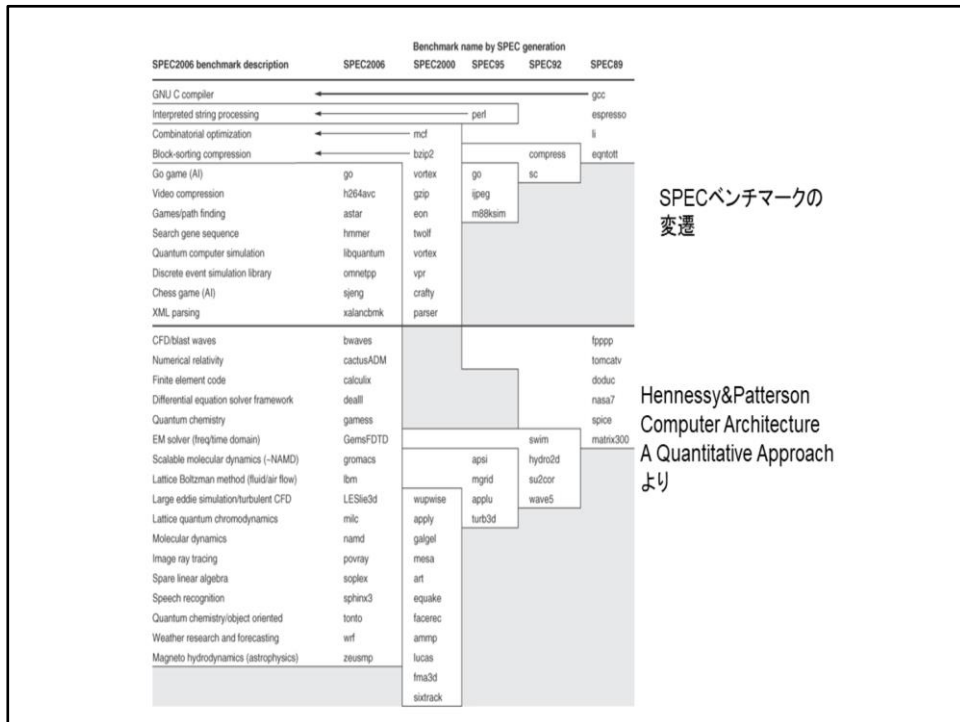 Benchmark name by SPEC generation
SPEC2006 benchmark description SPEC2006 SPEC2000 SPEC95 SPEC92 SPEC89
GNU C compiler gcc
Interpreted string processing perl espresso
Combinatorial optimization mcf li
Block-sorting compression bzip2 compress eqntott
Go game (AI) go vortex go sc
Video compression h264avc gzip ijpeg
Games/path finding astar eon m88ksim
Search gene sequence hmmer twolf
Quantum computer simulation libquantum vortex
Discrete event simulation library omnetpp vpr
Chess game (AI) sjeng crafty
XML parsing xalancbmk parser
CFD/blast waves bwaves fpppp
Numerical relativity cactusADM tomcatv
Finite element code calculix doduc
Differential equation solver framework dealII nasa7
Quantum chemistry gamess spice
EM solver (freq/time domain) GemsFDTD swim matrix300
Scalable molecular dynamics (~NAMD) gromacs apsi hydro2d
Lattice Boltzman method (fluid/air flow) lbm mgrid su2cor
Large eddie simulation/turbulent CFD LESlie3d wupwise applu wave5
Lattice quantum chromodynamics milc apply turb3d
Molecular dynamics namd galgel
Image ray tracing povray mesa
Spare linear algebra soplex art
Speech recognition sphinx3 equake
Quantum chemistry/object oriented tonto facerec
Weather research and forecasting wrf ammp
Magneto hydrodynamics (astrophysics) zeusmp lucas
fma3d
sixtrack
SPECベンチマークの
変遷
Hennessy&Patterson
Computer Architecture
A Quantitative Approach
より